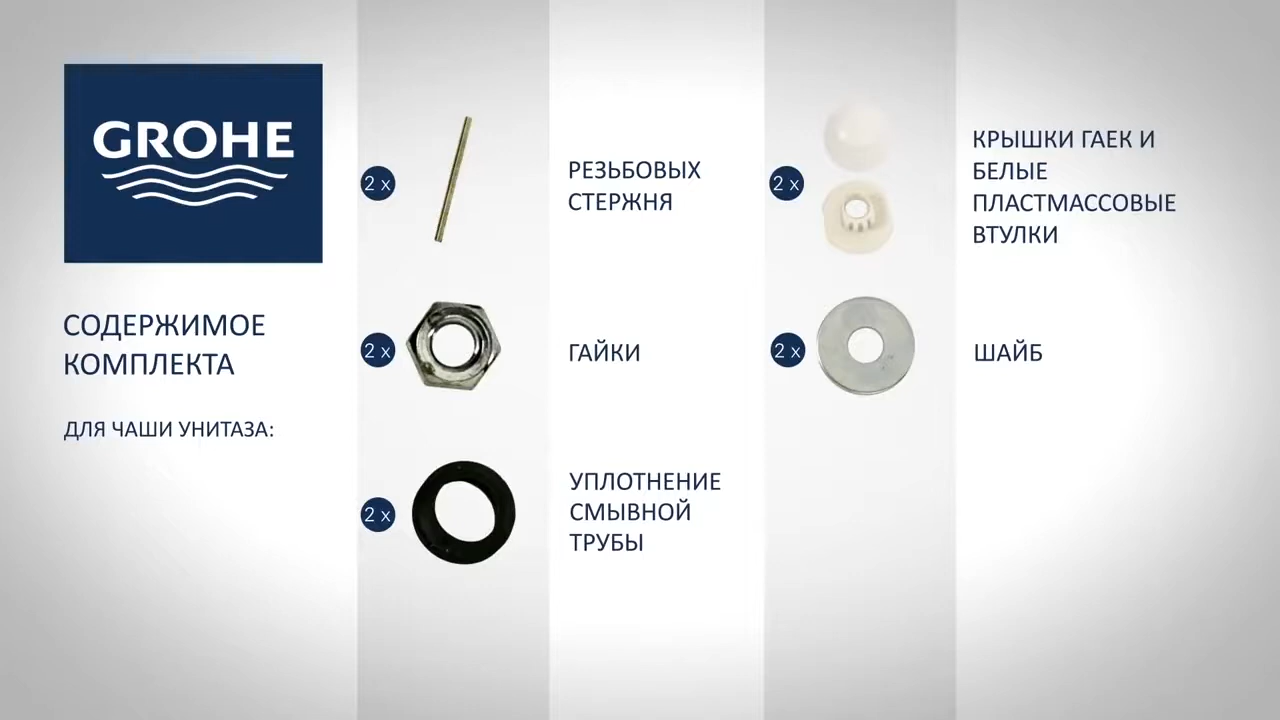 GROHE
СОДЕРЖИМОЕ
КОМПЛЕКТА
ДЛЯ ЧАШИ УНИТАЗА:
2 x
РЕЗЬБОВЫХ
СТЕРЖНЯ
2 x
ГАЙКИ
2 x
УПЛОТНЕНИЕ
СМЫВНОЙ
ТРУБЫ
2 x
КРЫШКИ ГАЕК И
БЕЛЫЕ
ПЛАСТМАССОВЫЕ
ВТУЛКИ
2 x
ШАЙБ